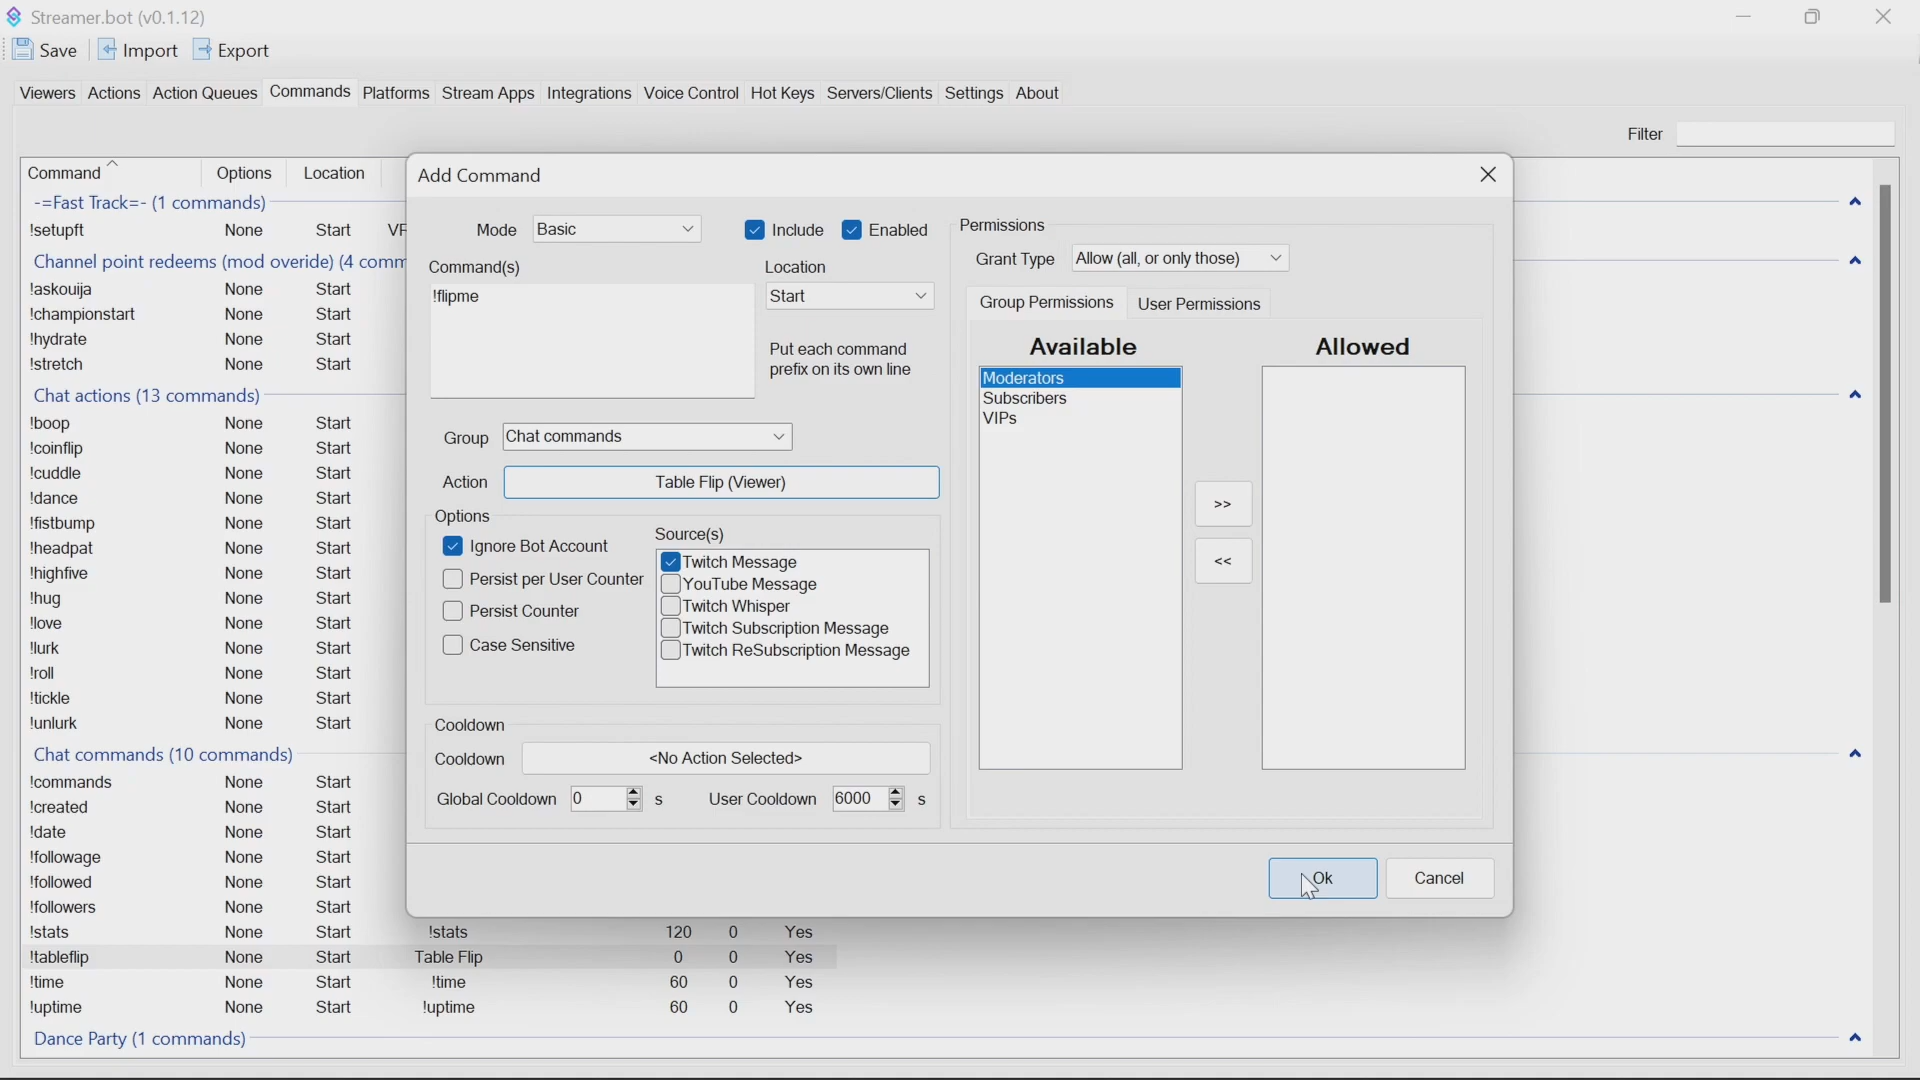 Streamer.bot (v0.1.12)
Save Import Export
Viewers Actions Action Queues Commands Platforms Stream Apps Integrations Voice Control Hot Keys Servers/Clients Settings About
Filter
Command Options Location
-=Fast Track=- (1 commands)
!setupft None Start VF
Channel point redeems (mod overide) (4 comm
!askouija None Start
!championstart None Start
!hydrate None Start
!stretch None Start
Chat actions (13 commands)
!boop None Start
!coinflip None Start
!cuddle None Start
!dance None Start
!fistbump None Start
!headpat None Start
!highfive None Start
!hug None Start
!love None Start
!lurk None Start
!roll None Start
!tickle None Start
!unlurk None Start
Chat commands (10 commands)
!commands None Start
!created None Start
!date None Start
!followage None Start
!followed None Start
!followers None Start
!stats None Start !stats 120 0 Yes
!tableflip None Start Table Flip 0 0 Yes
!time None Start !time 60 0 Yes
!uptime None Start !uptime 60 0 Yes
Dance Party (1 commands)
Add Command
Mode Basic Include Enabled
Command(s) Location
!flipme Start
Put each command
prefix on its own line
Group Chat commands
Action Table Flip (Viewer)
Options
Ignore Bot Account
Persist per User Counter
Persist Counter
Case Sensitive
Source(s)
Twitch Message
YouTube Message
Twitch Whisper
Twitch Subscription Message
Twitch ReSubscription Message
Cooldown
Cooldown <No Action Selected>
Global Cooldown 0 s User Cooldown 6000 s
Permissions
Grant Type Allow (all, or only those)
Group Permissions User Permissions
Available Allowed
Moderators
Subscribers
VIPs
>>
<<
Ok Cancel